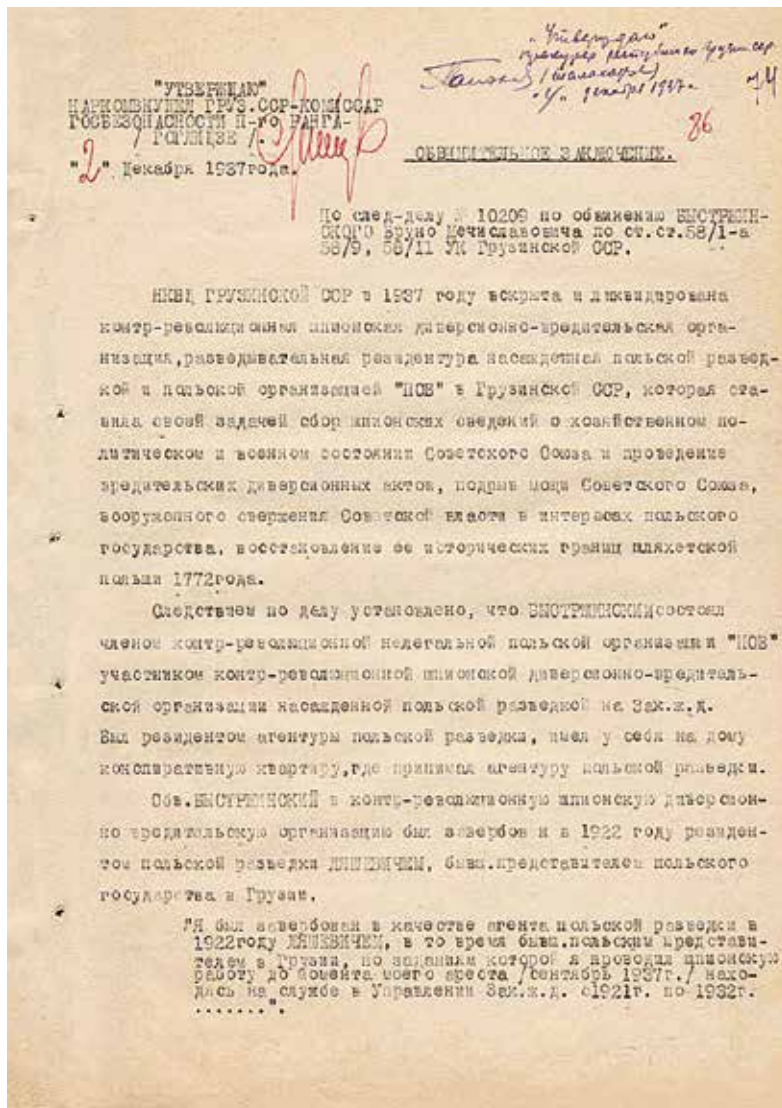 "Утверждаю"
прокурор республики Грузсср.
декабря 1937г.
74
"УТВЕРЖДАЮ"
НАРКОМВНУДЕЛ ГРУЗ.ССР-КОМИССАР
ГОСБЕЗОПАСНОСТИ П-го РАНГА-
/ ГОГЛИДЗЕ /.
86
"2" Декабря 1937года.
ОБВИНИТЕЛЬНОЕ ЗАКЛЮЧЕНИЕ.
По след-делу № 10209 по обвинению БЫСТРЖИН-
СКОГО Бруно Мечиславовича по ст.ст.58/1-а
58/9, 58/11 УК Грузинской ССР.
НКВД ГРУЗИНСКОЙ ССР в 1937 году вскрыта и ликвидирована
контр-революционная шпионская диверсионно-вредительская орга-
низация,разведывательная резидентура насажденная польской развед-
кой и польской организацией "ПОВ" в Грузинской ССР, которая ста-
вила своей задачей сбор шпионских сведений о хозяйственном по-
литическом и военном состоянии Советского Союза и проведение
вредительских диверсионных актов, подрыв мощи Советского Союза,
вооружонного свержения Советской власти в интересах польского
государства, восстановление ее исторических границ шляхетской
польши 1772года.
Следствием по делу установлено, что БЫСТРЖИНСКИЙ состоял
членом контр-революционной нелегальной польской организации "ПОВ"
участником контр-революционной шпионской диверсионно-вредитель-
ской организации насажденной польской разведкой на Зак.ж.д.
Был резидентом агентуры польской разведки, имел у себя на дому
конспиративную квартиру,где принимал агентуру польской разведки.
Обв.БЫСТРЖИНСКИЙ в контр-революционную шпионскую диверсион-
но вредительскую организацию был завербован в 1922 году резиден-
том польской разведки ЛЯШЕВИЧЕМ, бывш.представителем польского
государства в Грузии.
"Я был завербован в качестве агента польской разведки в
1922году ЛЯШЕВИЧЕМ, в то время бывш.польским представи-
телем в Грузии, по заданиям которой я проводил шпионскую
работу до момента моего ареста /сентябрь 1937г./ нахо-
дясь на службе в Управлении Зак.ж.д. с1921г. по 1932г.
.......".